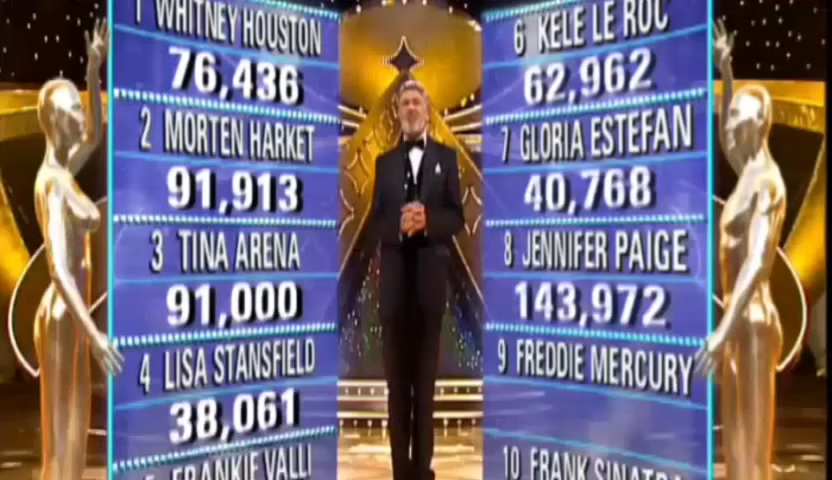 1 WHITNEY HOUSTON
76,436
2 MORTEN HARKET
91,913
3 TINA ARENA
91,000
4 LISA STANSFIELD
38,061
5 FRANKIE VALLI
6 KELE LE ROC
62,962
7 GLORIA ESTEFAN
40,768
8 JENNIFER PAIGE
143,972
9 FREDDIE MERCURY
10 FRANK SINATRA